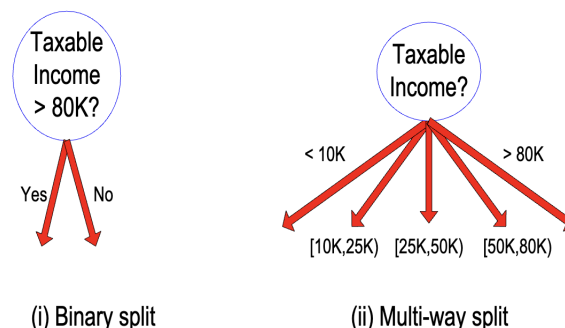 Taxable
Income
> 80K?
Yes
No
(i) Binary split
Taxable
Income?
< 10K
> 80K
[10K,25K)
[25K,50K)
[50K,80K)
(ii) Multi-way split